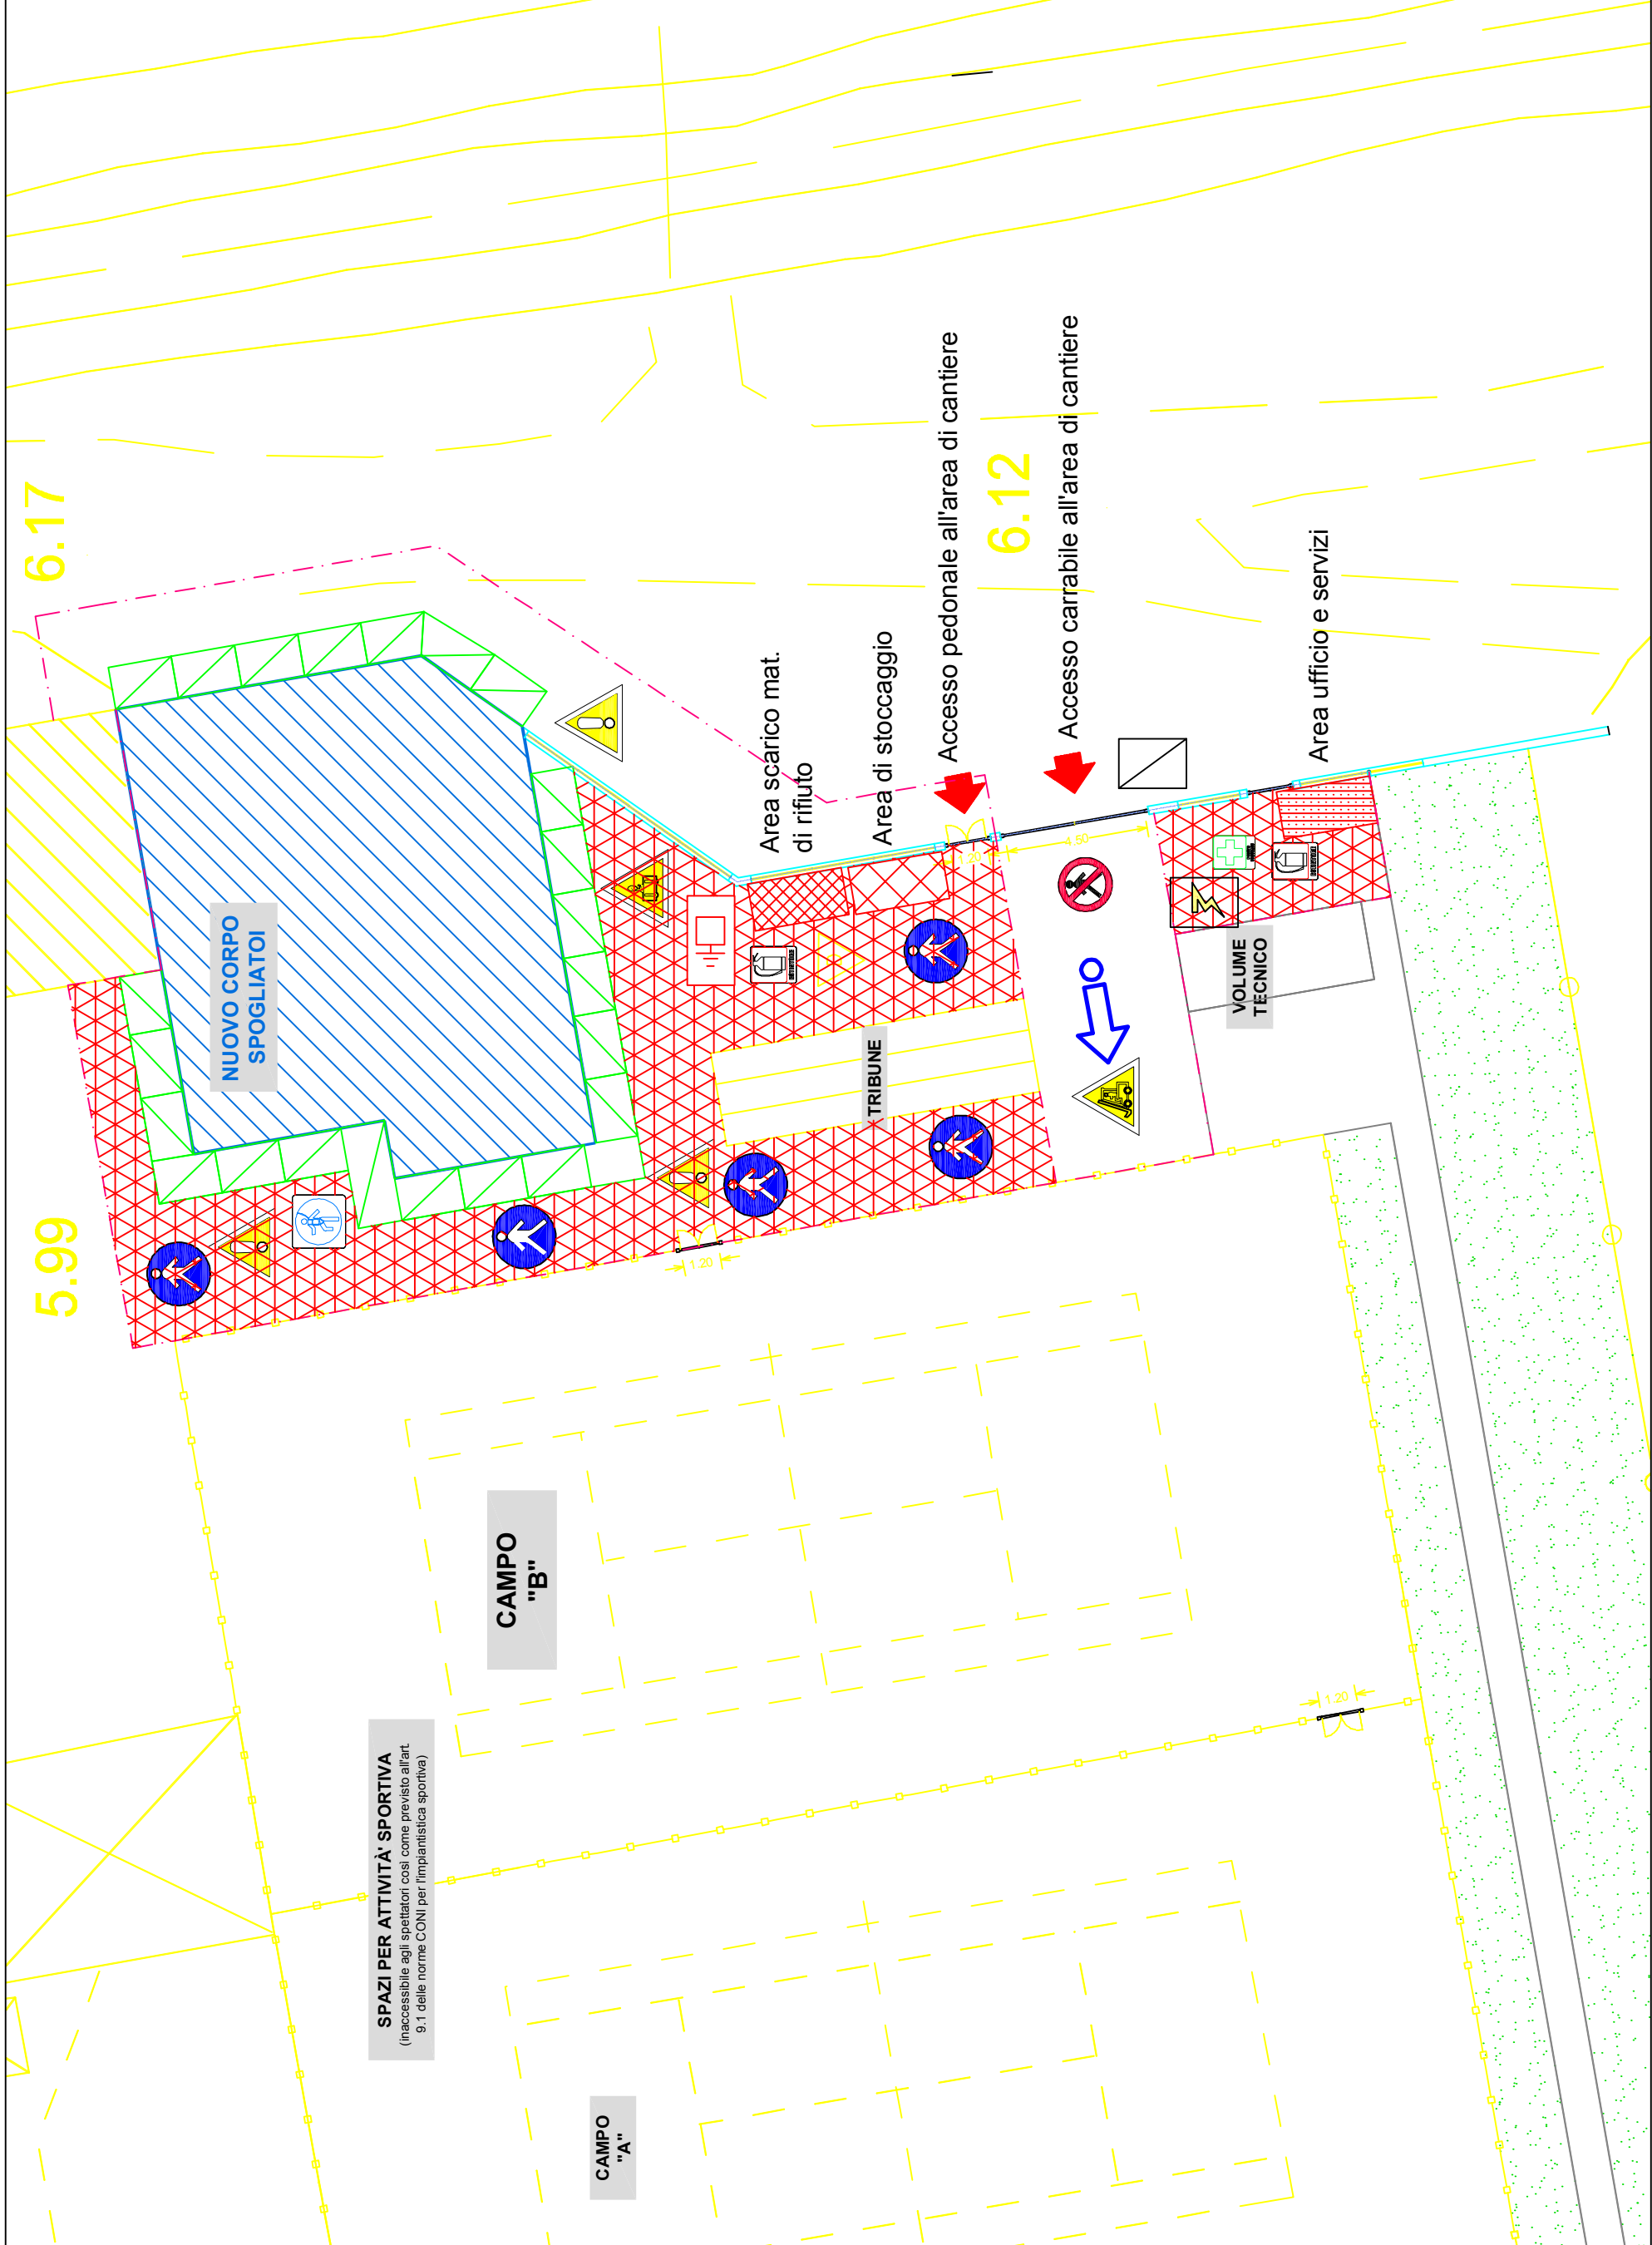 5.99
6.17
NUOVO CORPO
SPOGLIATOI
CAMPO
"B"
SPAZI PER ATTIVITÀ' SPORTIVA
(inaccessibile agli spettatori così come previsto all'art.
9.1 delle norme CONI per l'impiantistica sportiva)
CAMPO
"A"
1.20
Area scarico mat.
di rifiuto
ESTINTORE
TRIBUNE
Area di stoccaggio
Accesso pedonale all'area di cantiere
1.20
6.12
Accesso carrabile all'area di cantiere
4.50
VOLUME
TECNICO
ESTINTORE
Area ufficio e servizi
1.20